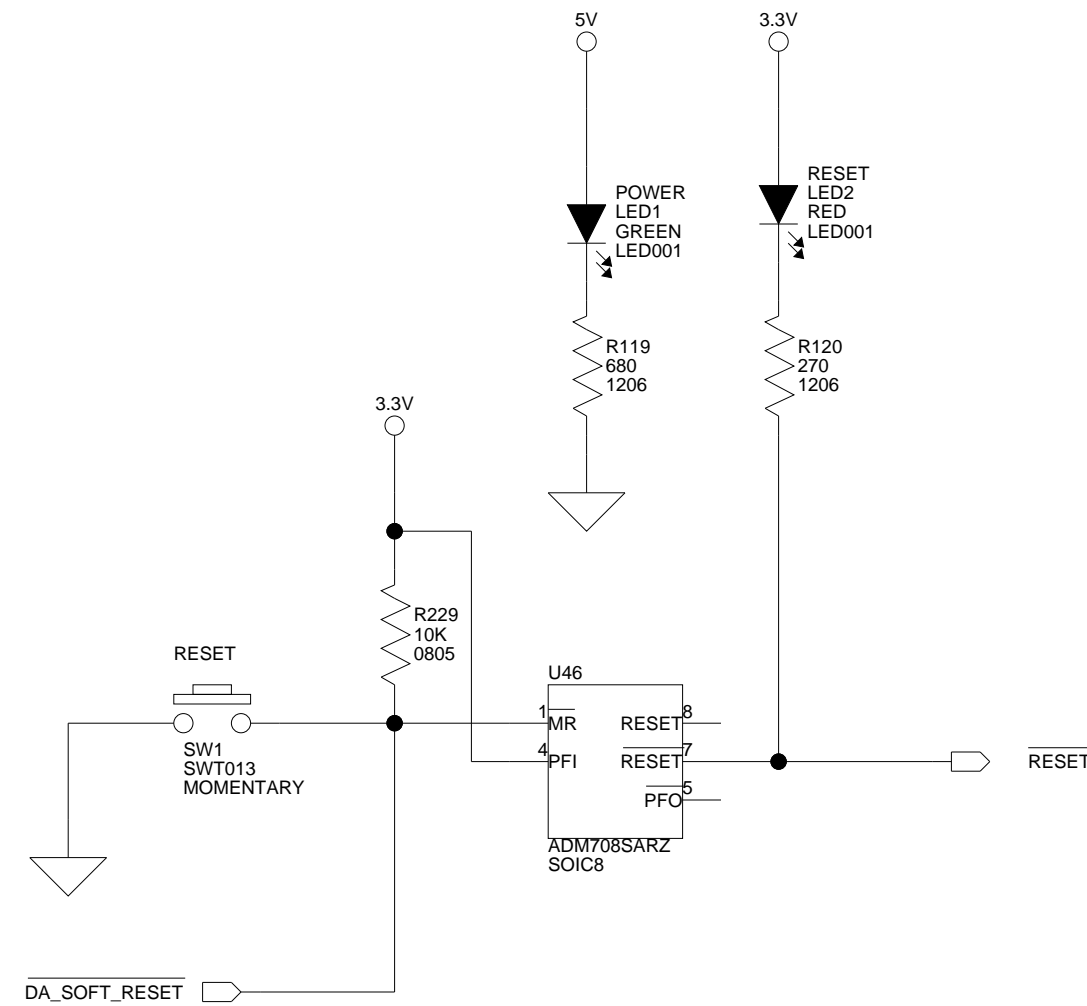 5V
3.3V
POWER
LED1
GREEN
LED001
RESET
LED2
RED
LED001
R119
680
1206
R120
270
1206
3.3V
R229
10K
0805
RESET
SW1
SWT013
MOMENTARY
U46
1
MR
4
PFI
RESET
8
RESET
7
PFO
5
ADM708SARZ
SOIC8
RESET
DA_SOFT_RESET